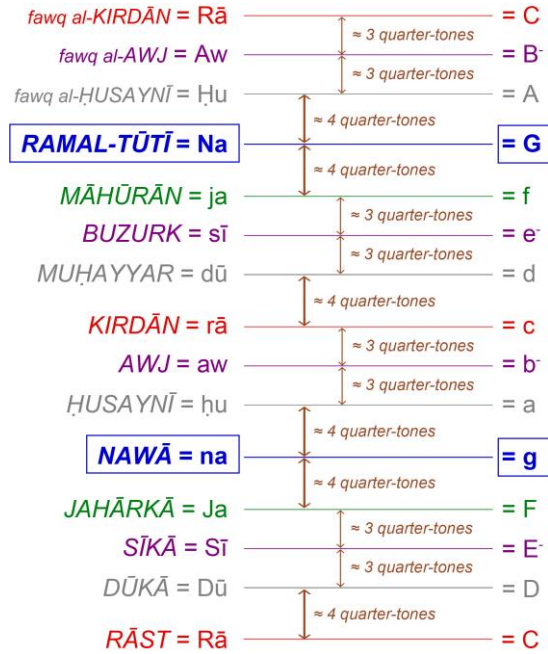 fawq al-KIRDĀN = Rā = C
≈ 3 quarter-tones
fawq al-AWJ = Aw = B-
≈ 3 quarter-tones
fawq al-ḤUSAYNĪ = Ḥu = A
≈ 4 quarter-tones
RAMAL-TŪTĪ = Na = G
≈ 4 quarter-tones
MĀHŪRĀN = ja = f
≈ 3 quarter-tones
BUZURK = sī = e-
≈ 3 quarter-tones
MUḤAYYAR = dū = d
≈ 4 quarter-tones
KIRDĀN = rā = c
≈ 3 quarter-tones
AWJ = aw = b-
≈ 3 quarter-tones
ḤUSAYNĪ = ḥu = a
≈ 4 quarter-tones
NAWĀ = na = g
≈ 4 quarter-tones
JAHĀRKĀ = Ja = F
≈ 3 quarter-tones
SĪKĀ = Sī = E-
≈ 3 quarter-tones
DŪKĀ = Dū = D
≈ 4 quarter-tones
RĀST = Rā = C